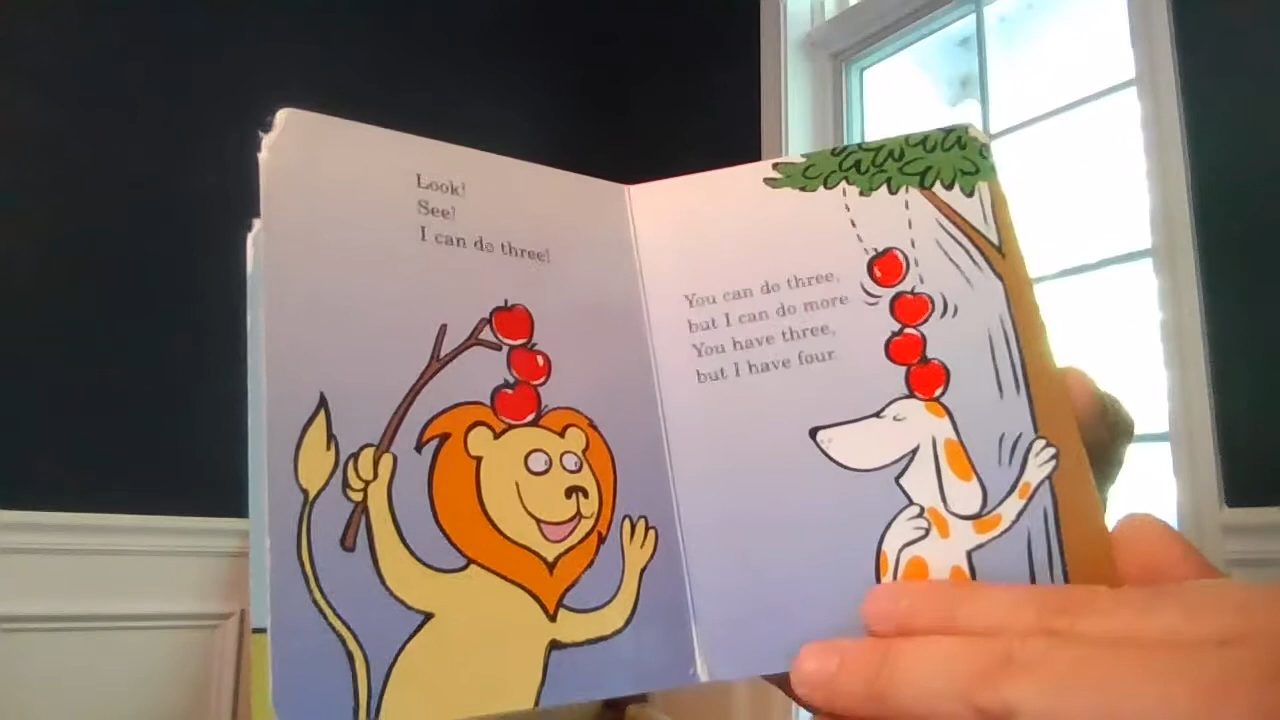 Look!
See!
I can do three!
You can do three,
but I can do more.
You have three,
but I have four.